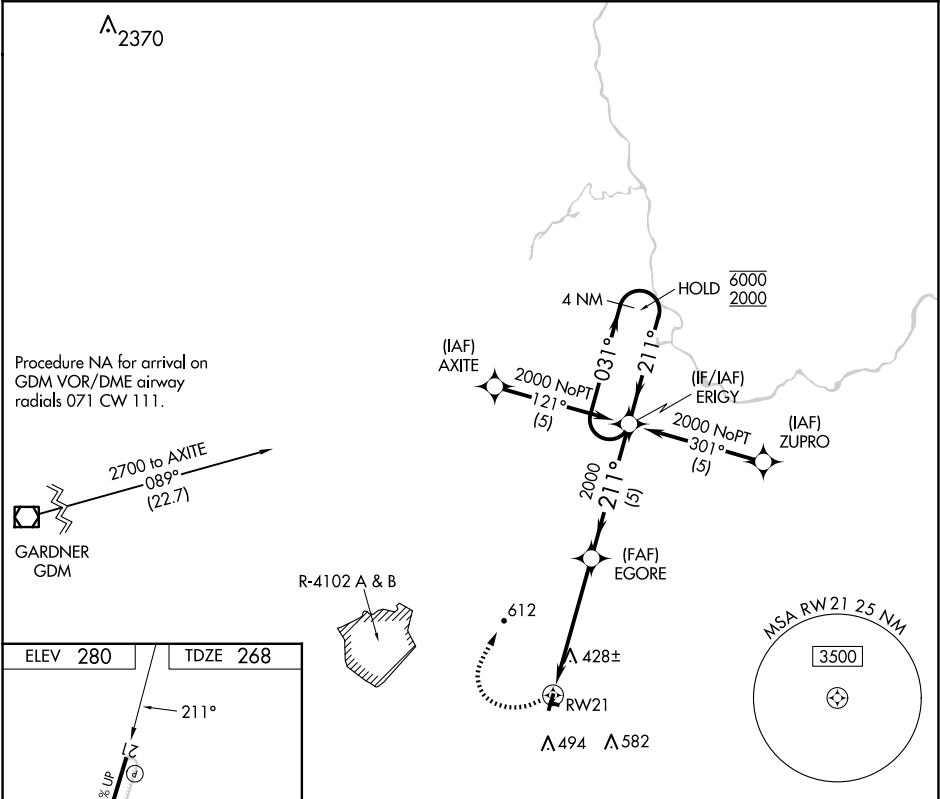 2370
HOLD 6000
2000
4 NM
031°
211°
(IAF)
AXITE
2000 NoPT
121°
(5)
(IF/IAF)
ERIGY
2000 NoPT
301°
(5)
(IAF)
ZUPRO
Procedure NA for arrival on
GDM VOR/DME airway
radials 071 CW 111.
2700 to AXITE
089°
(22.7)
GARDNER
GDM
2000
211°
(5)
(FAF)
EGORE
R-4102 A & B
612
428±
RW21
494 582
MSA RW21 25 NM
3500
ELEV 280 TDZE 268
211°
21
P
% UP